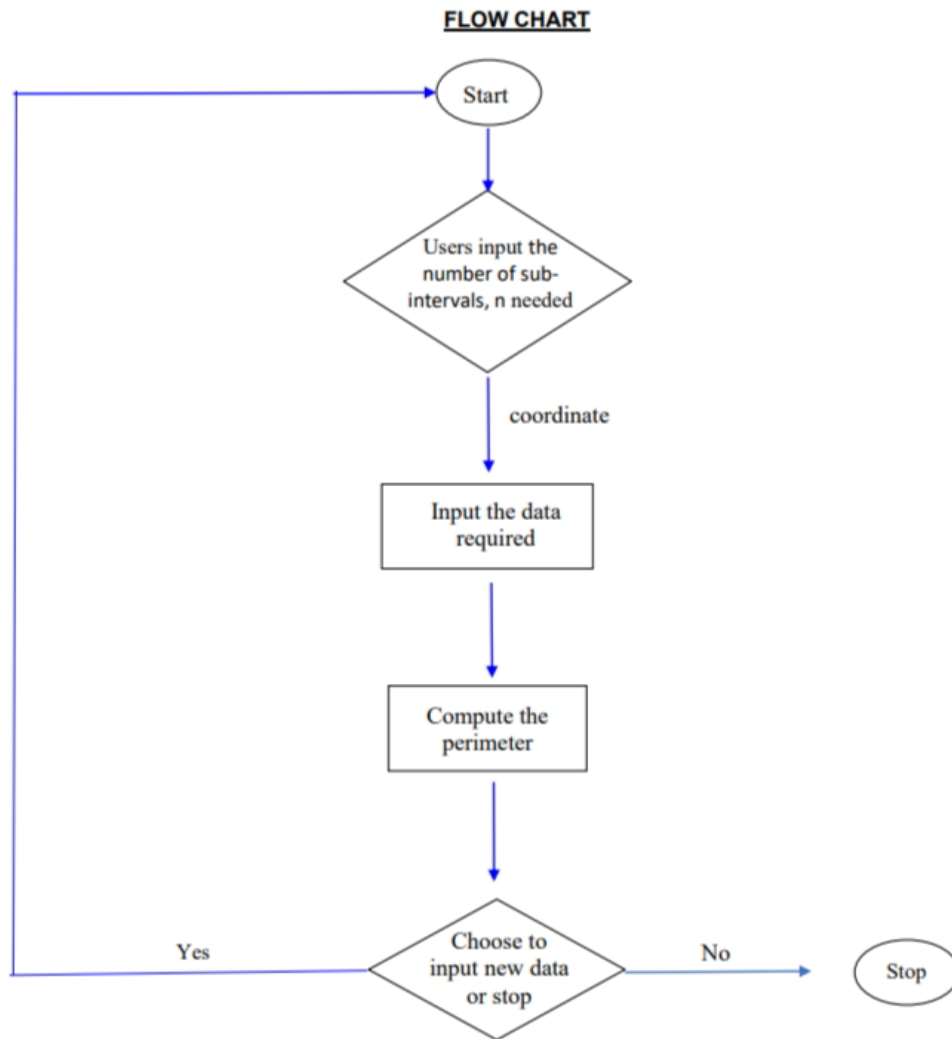 FLOW CHART
Start
Users input the
number of sub-
intervals, n needed
coordinate
Input the data
required
Compute the
perimeter
Yes
Choose to
input new data
or stop
No
Stop